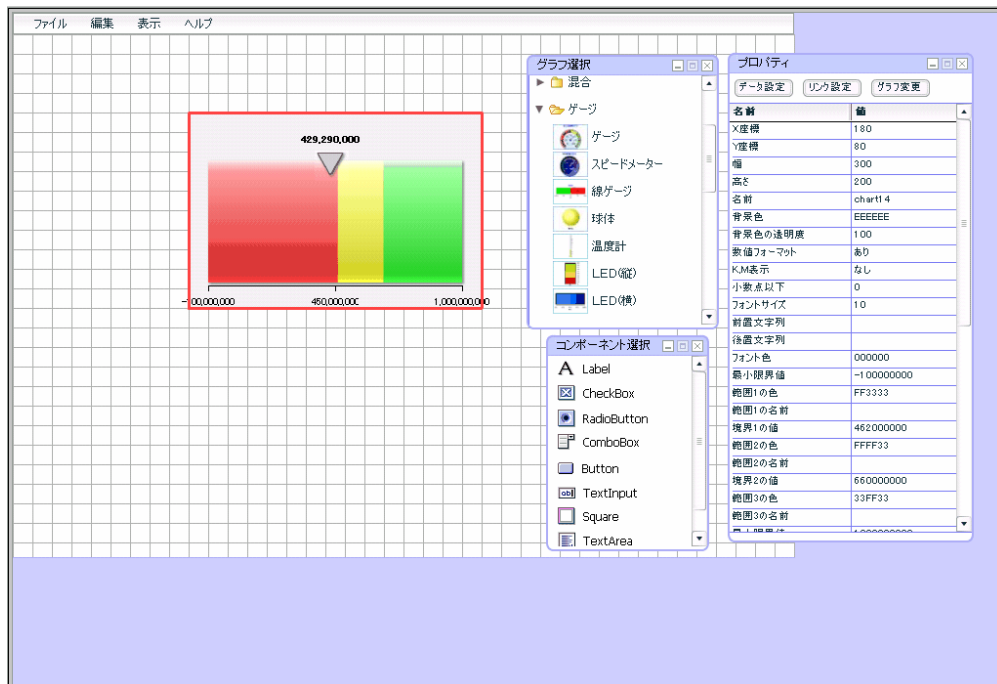 ファイル 編集 表示 ヘルプ
429,290,000
-100,000,000 450,000,000 1,000,000,000
グラフ選択
混合
ゲージ
ゲージ
スピードメーター
線ゲージ
球体
温度計
LED(縦)
LED(横)
コンポーネント選択
Label
CheckBox
RadioButton
ComboBox
Button
TextInput
Square
TextArea
プロパティ
データ設定 リンク設定 グラフ変更
名前 値
X座標 180
Y座標 80
幅 300
高さ 200
名前 chart14
背景色 EEEEEE
背景色の透明度 100
数値フォーマット あり
K,M表示 なし
小数点以下 0
フォントサイズ 10
前置文字列
後置文字列
フォント色 000000
最小限界値 -100000000
範囲1の色 FF3333
範囲1の名前
境界1の値 462000000
範囲2の色 FFFF33
範囲2の名前
境界2の値 660000000
範囲3の色 33FF33
範囲3の名前